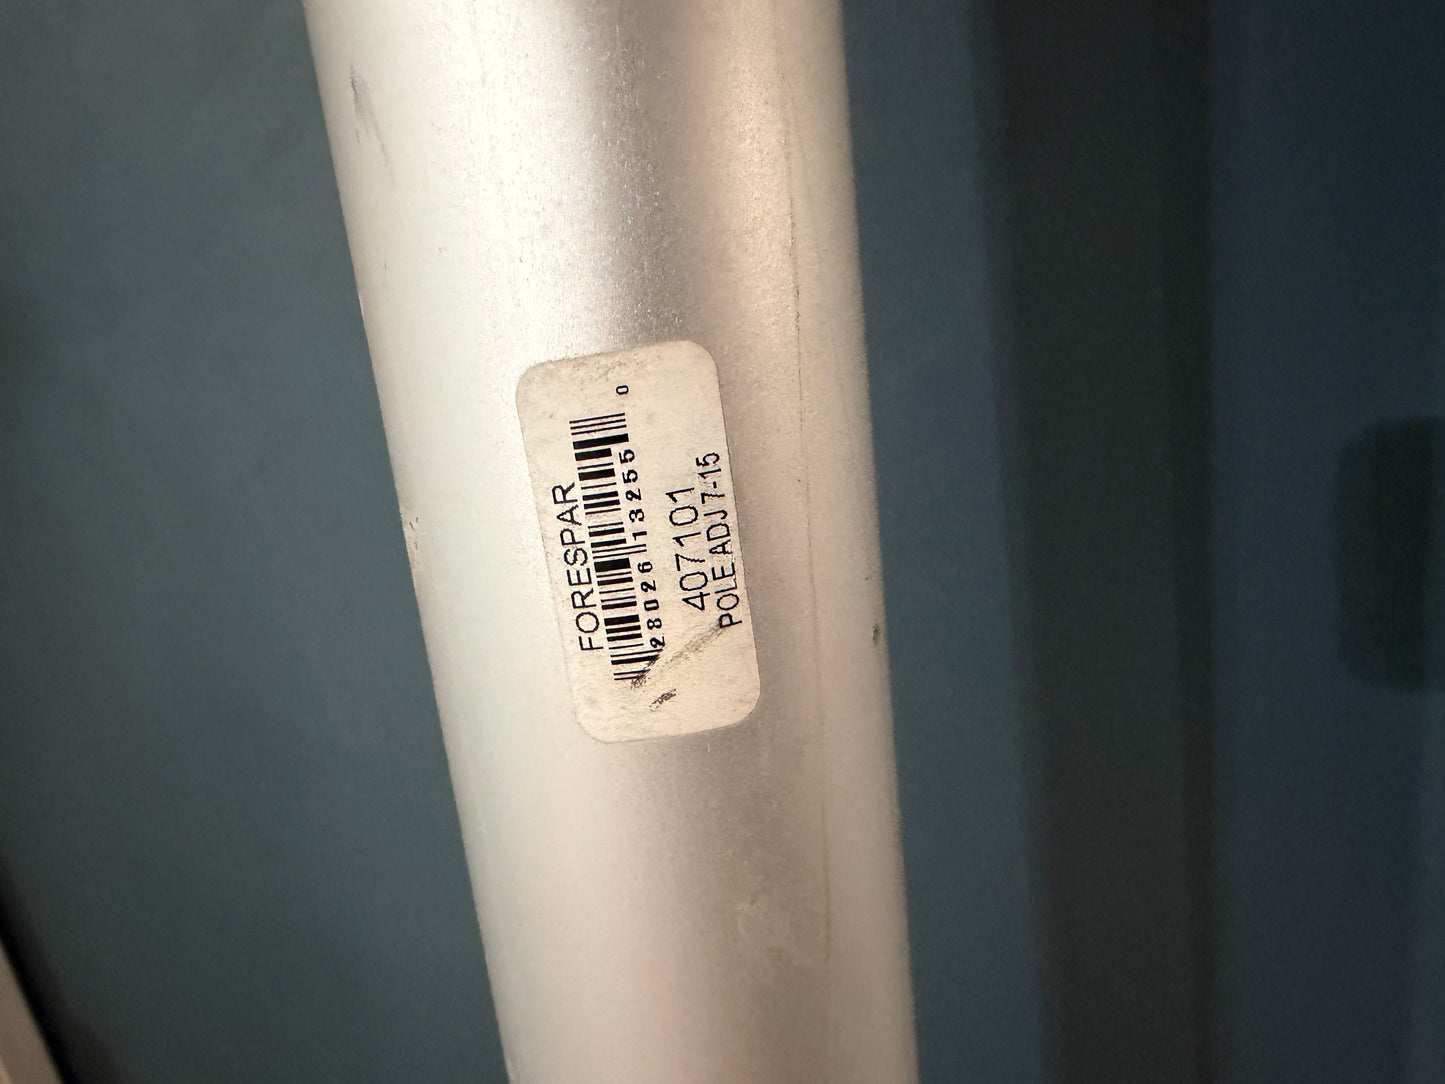 FORESPAR
28026 13255 0
407101
POLE ADJ 7-15